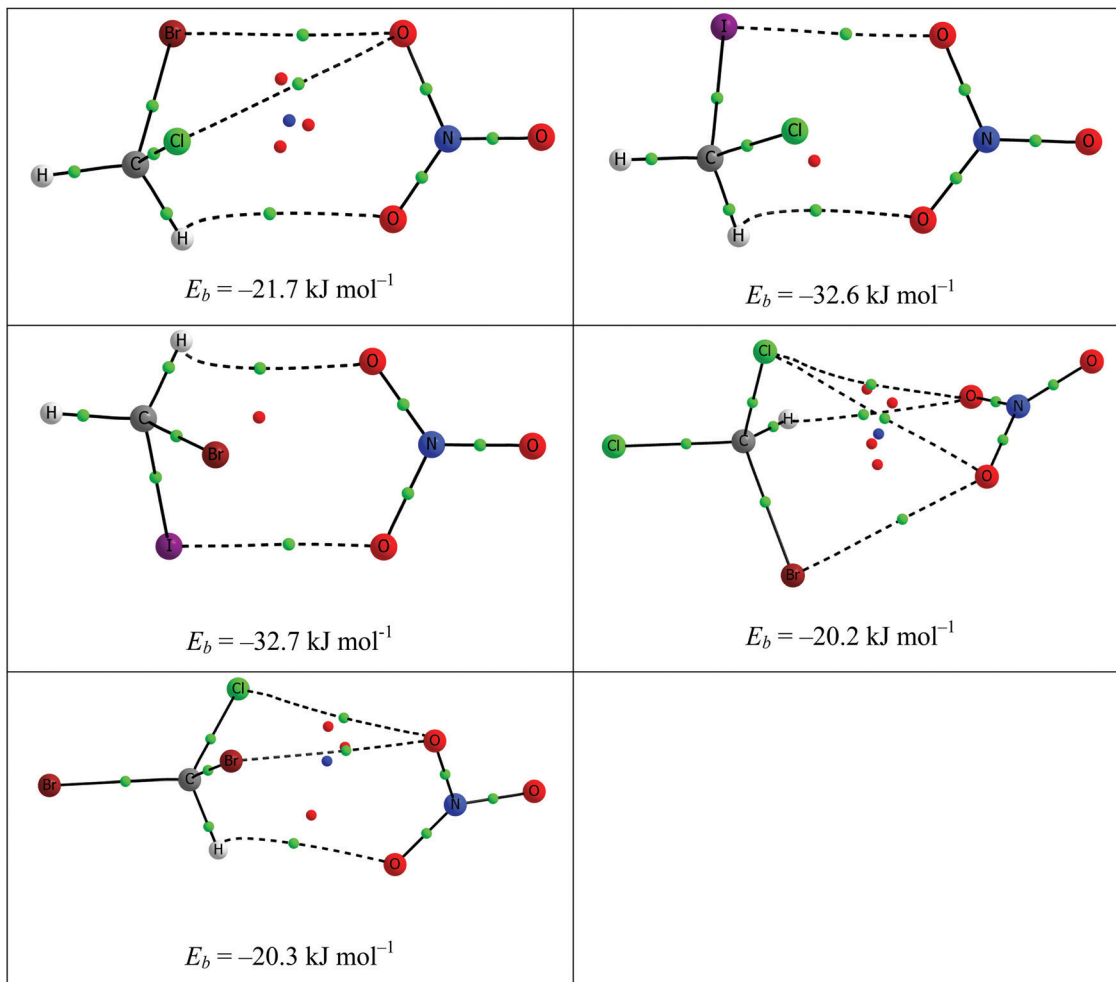 Br O
Cl
C N O
H
H O
E_b = –21.7 kJ mol⁻¹
I O
Cl
H C N O
H O
E_b = –32.6 kJ mol⁻¹
H O
H C
Br N O
I O
E_b = –32.7 kJ mol⁻¹
Cl O
O N
H
Cl C
O
Br
E_b = –20.2 kJ mol⁻¹
Cl
O
Br
Br C O
N
H O
E_b = –20.3 kJ mol⁻¹